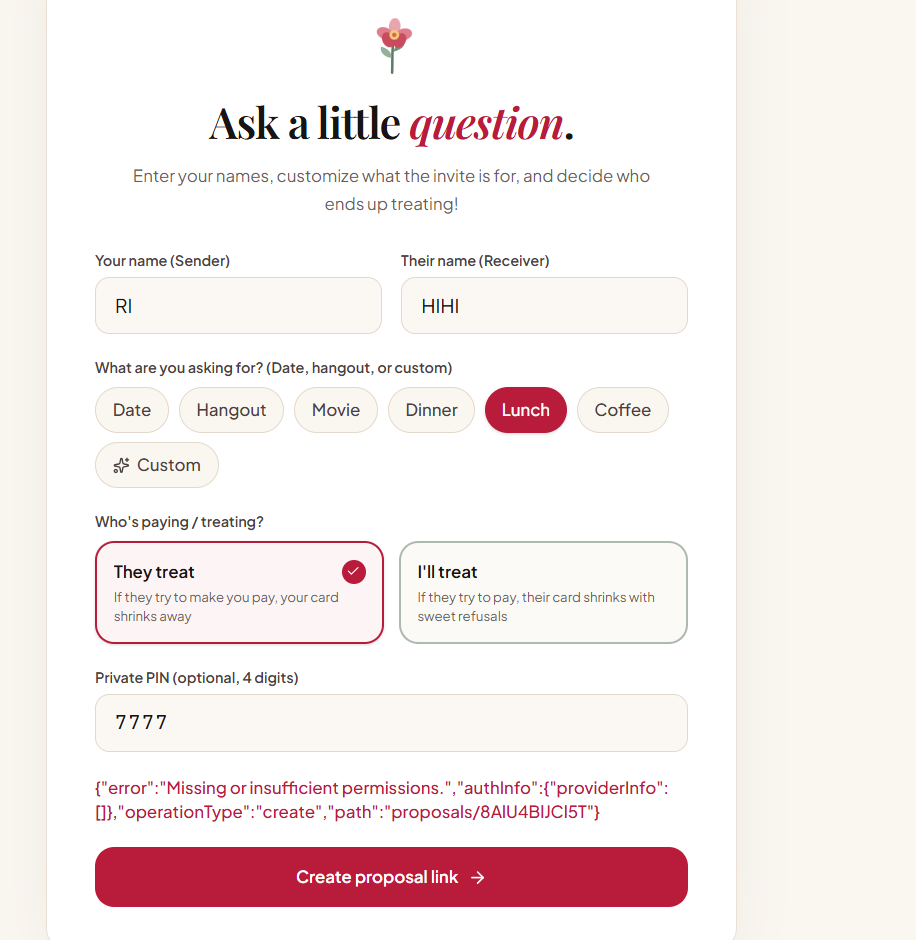 Ask a little question.
Enter your names, customize what the invite is for, and decide who
ends up treating!
Your name (Sender)
Their name (Receiver)
RI
HIHI
What are you asking for? (Date, hangout, or custom)
Date
Hangout
Movie
Dinner
Lunch
Coffee
Custom
Who's paying / treating?
They treat
If they try to make you pay, your card
shrinks away
I'll treat
If they try to pay, their card shrinks with
sweet refusals
Private PIN (optional, 4 digits)
7777
{"error":"Missing or insufficient permissions.","authInfo":{"providerInfo":
[]},"operationType":"create","path":"proposals/8AlU4BlJCl5T"}
Create proposal link →